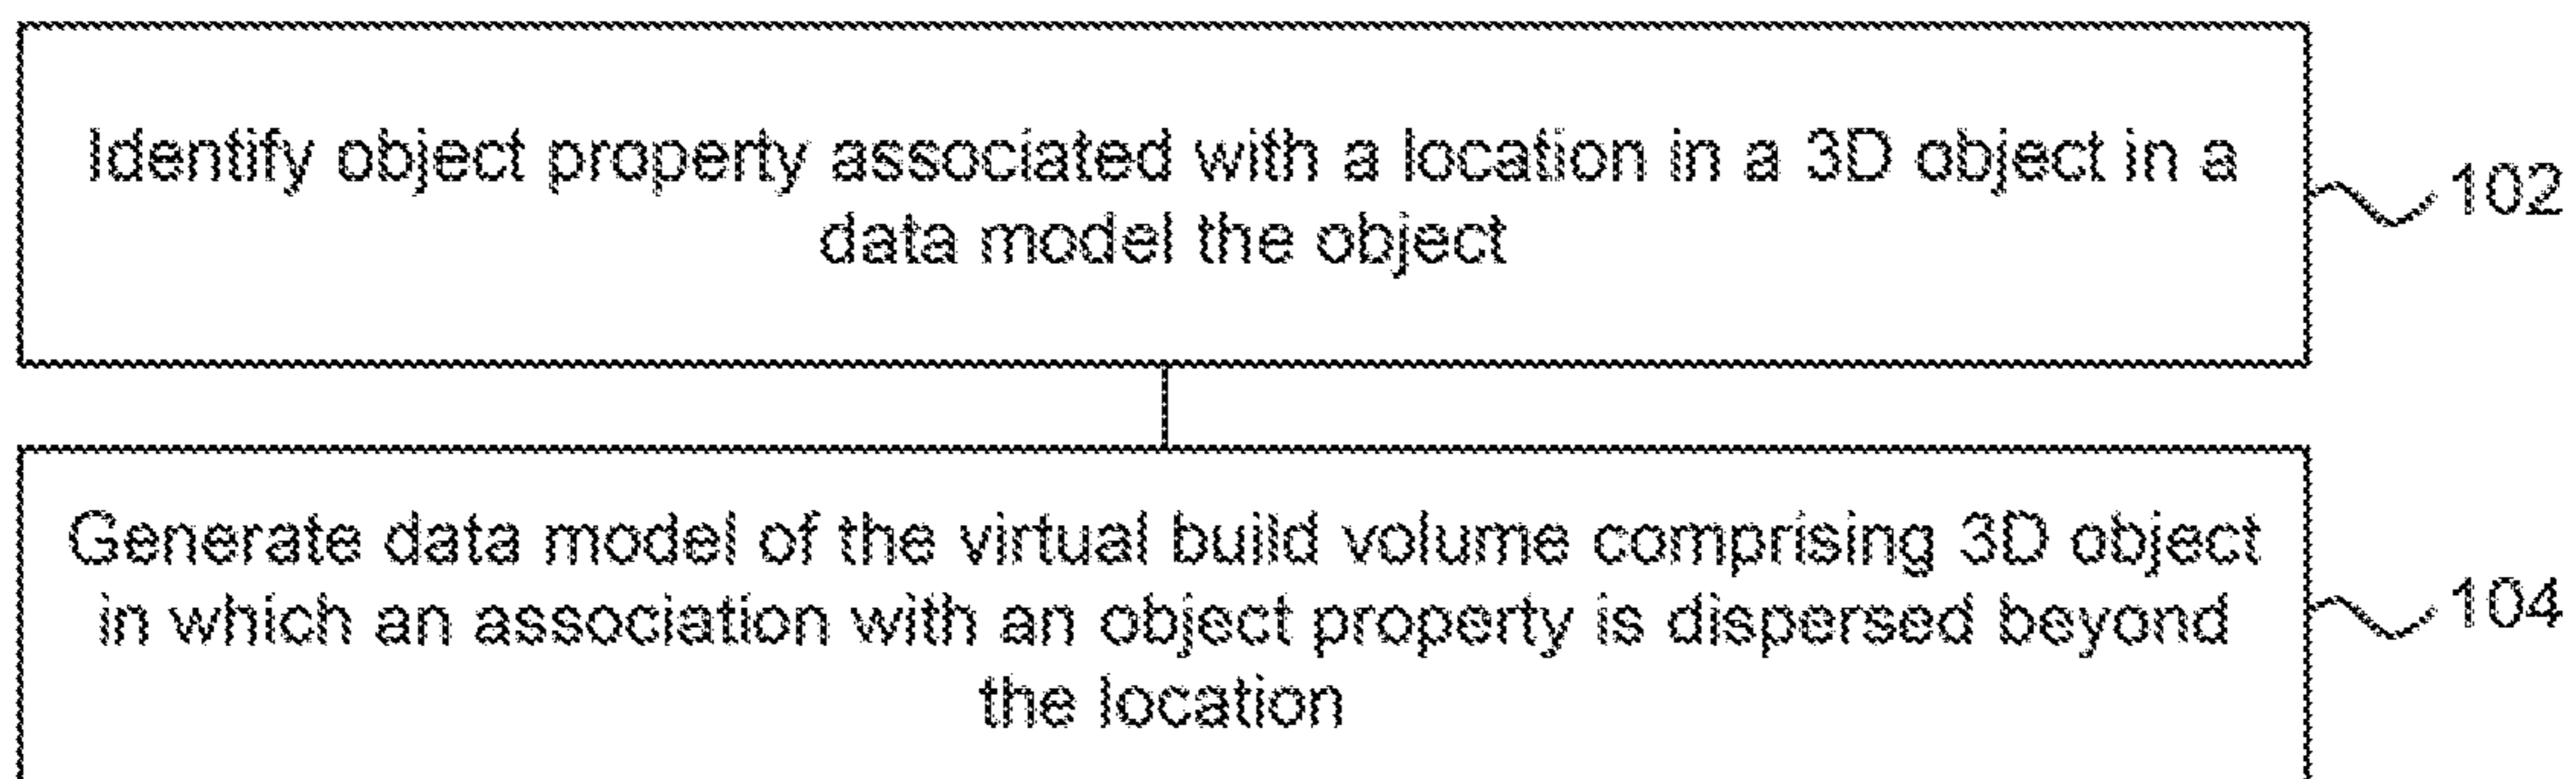 Identify object property associated with a location in a 3D object in a
data model the object
102
Generate data model of the virtual build volume comprising 3D object
in which an association with an object property is dispersed beyond
the location
104